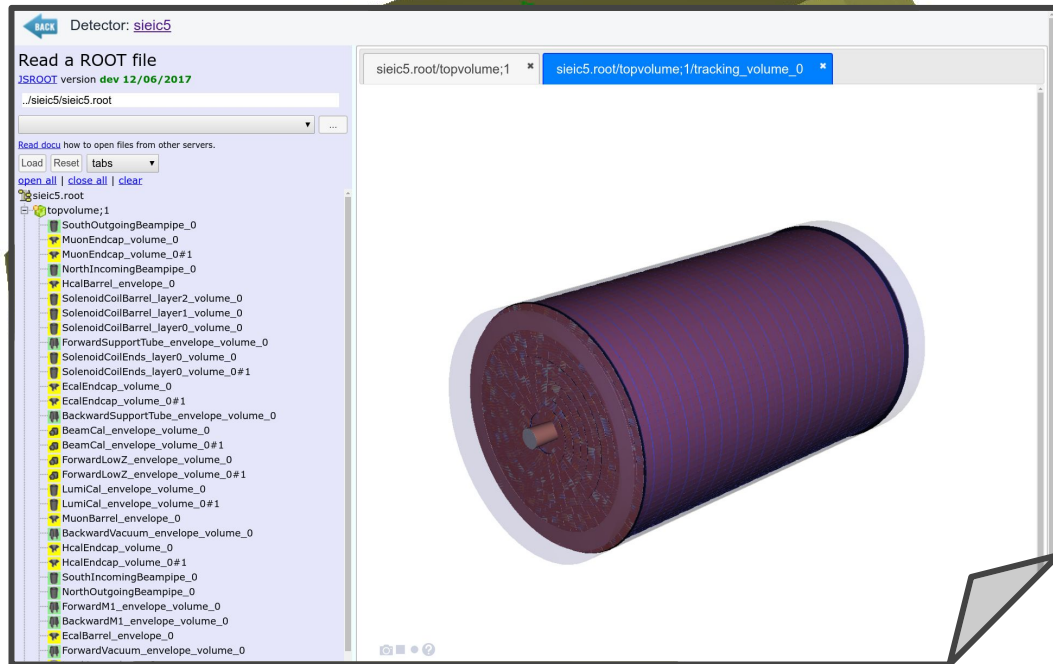 BACK Detector: sieic5
Read a ROOT file
JSROOT version dev 12/06/2017
../sieic5/sieic5.root
...
Read docu how to open files from other servers.
Load Reset tabs
open all | close all | clear
sieic5.root
topvolume;1
SouthOutgoingBeampipe_0
MuonEndcap_volume_0
MuonEndcap_volume_0#1
NorthIncomingBeampipe_0
HcalBarrel_envelope_0
SolenoidCoilBarrel_layer2_volume_0
SolenoidCoilBarrel_layer1_volume_0
SolenoidCoilBarrel_layer0_volume_0
ForwardSupportTube_envelope_volume_0
SolenoidCoilEnds_layer0_volume_0
SolenoidCoilEnds_layer0_volume_0#1
EcalEndcap_volume_0
EcalEndcap_volume_0#1
BackwardSupportTube_envelope_volume_0
BeamCal_envelope_volume_0
BeamCal_envelope_volume_0#1
ForwardLowZ_envelope_volume_0
ForwardLowZ_envelope_volume_0#1
LumiCal_envelope_volume_0
LumiCal_envelope_volume_0#1
MuonBarrel_envelope_0
BackwardVacuum_envelope_volume_0
HcalEndcap_volume_0
HcalEndcap_volume_0#1
SouthIncomingBeampipe_0
NorthOutgoingBeampipe_0
ForwardM1_envelope_volume_0
BackwardM1_envelope_volume_0
EcalBarrel_envelope_0
ForwardVacuum_envelope_volume_0
sieic5.root/topvolume;1 sieic5.root/topvolume;1/tracking_volume_0